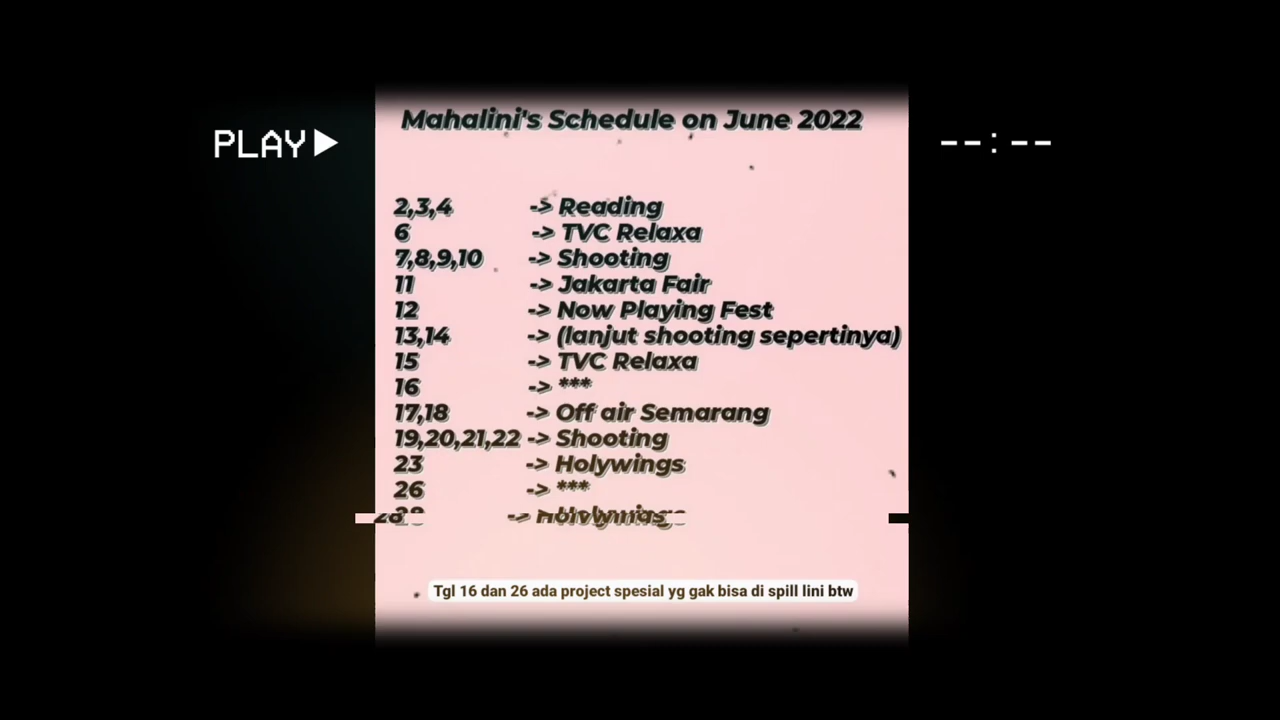 Mahalini's Schedule on June 2022
PLAY▶
--:--
2,3,4 -> Reading
6 -> TVC Relaxa
7,8,9,10 -> Shooting
11 -> Jakarta Fair
12 -> Now Playing Fest
13,14 -> (lanjut shooting sepertinya)
15 -> TVC Relaxa
16 -> ***
17,18 -> Off air Semarang
19,20,21,22 -> Shooting
23 -> Holywings
26 -> ***
28 -> Holywings
Tgl 16 dan 26 ada project spesial yg gak bisa di spill lini btw